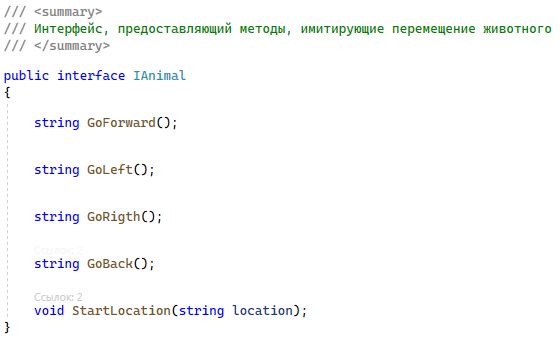 /// <summary>
/// Интерфейс, предоставляющий методы, имитирующие перемещение животного
/// </summary>
public interface IAnimal
{
string GoForward();
string GoLeft();
string GoRigth();
Ссылок: 2
string GoBack();
Ссылок: 2
void StartLocation(string location);
}